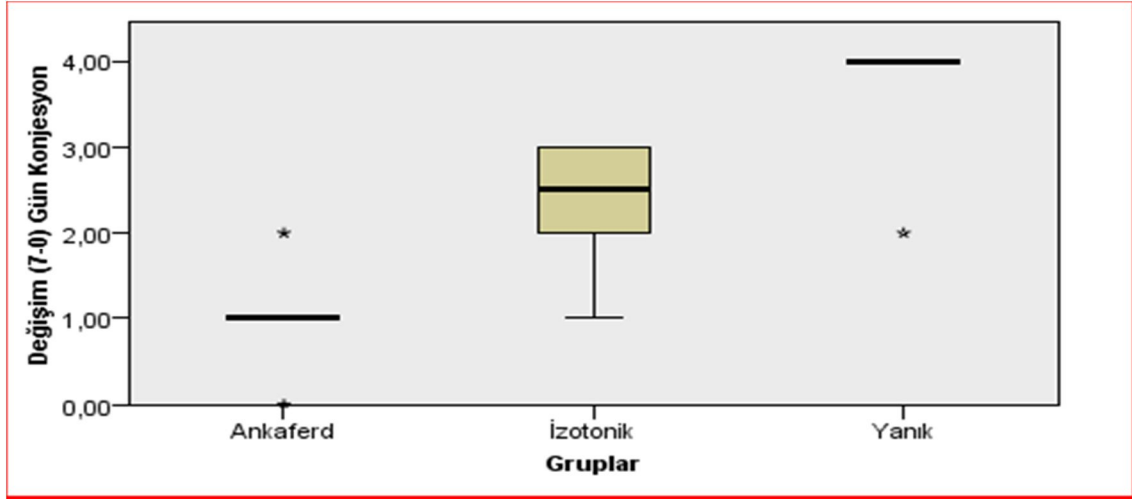 Değişim (7-0) Gün Konjesyon
4,00
3,00
2,00
1,00
0,00
Ankaferd
İzotonik
Yanık
Gruplar